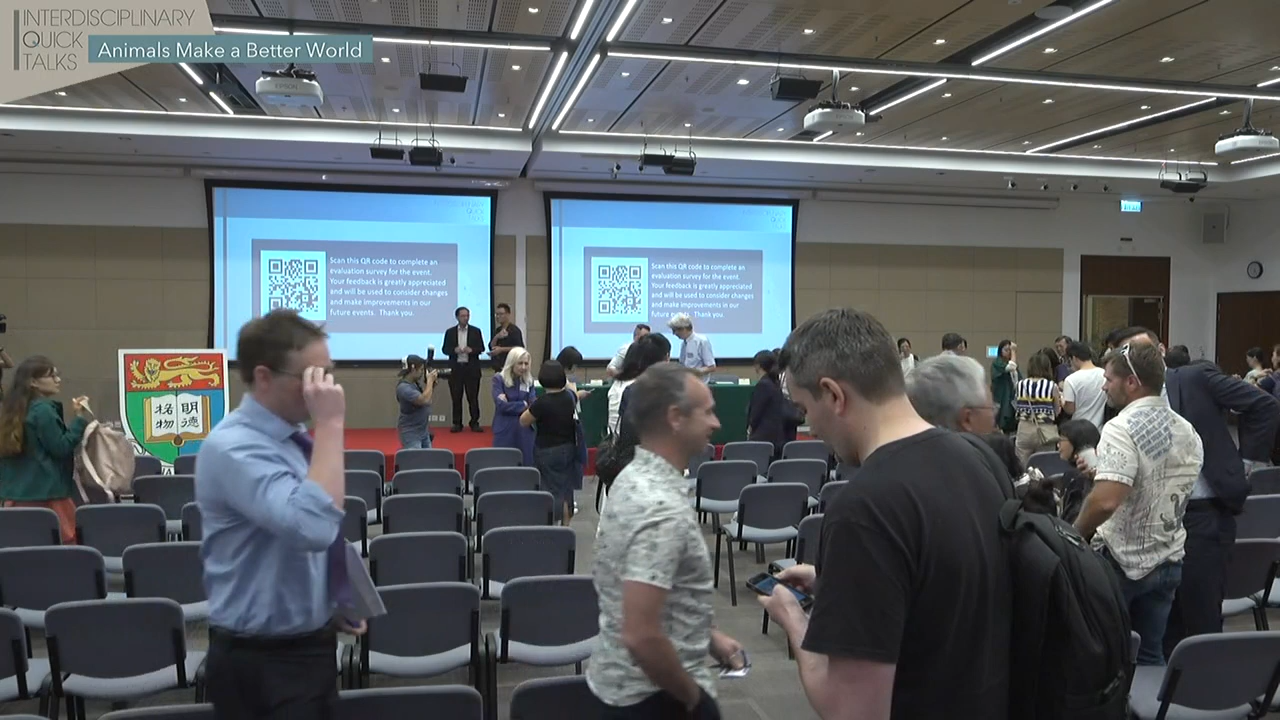 INTERDISCIPLINARY
QUICK
TALKS
Animals Make a Better World
EPSON
Scan this QR code to complete an
evaluation survey for the event.
Your feedback is greatly appreciated
and will be used to consider changes
and make improvements in our
future events. Thank you.
Scan this QR code to complete an
evaluation survey for the event.
Your feedback is greatly appreciated
and will be used to consider changes
and make improvements in our
future events. Thank you.
明德
格物